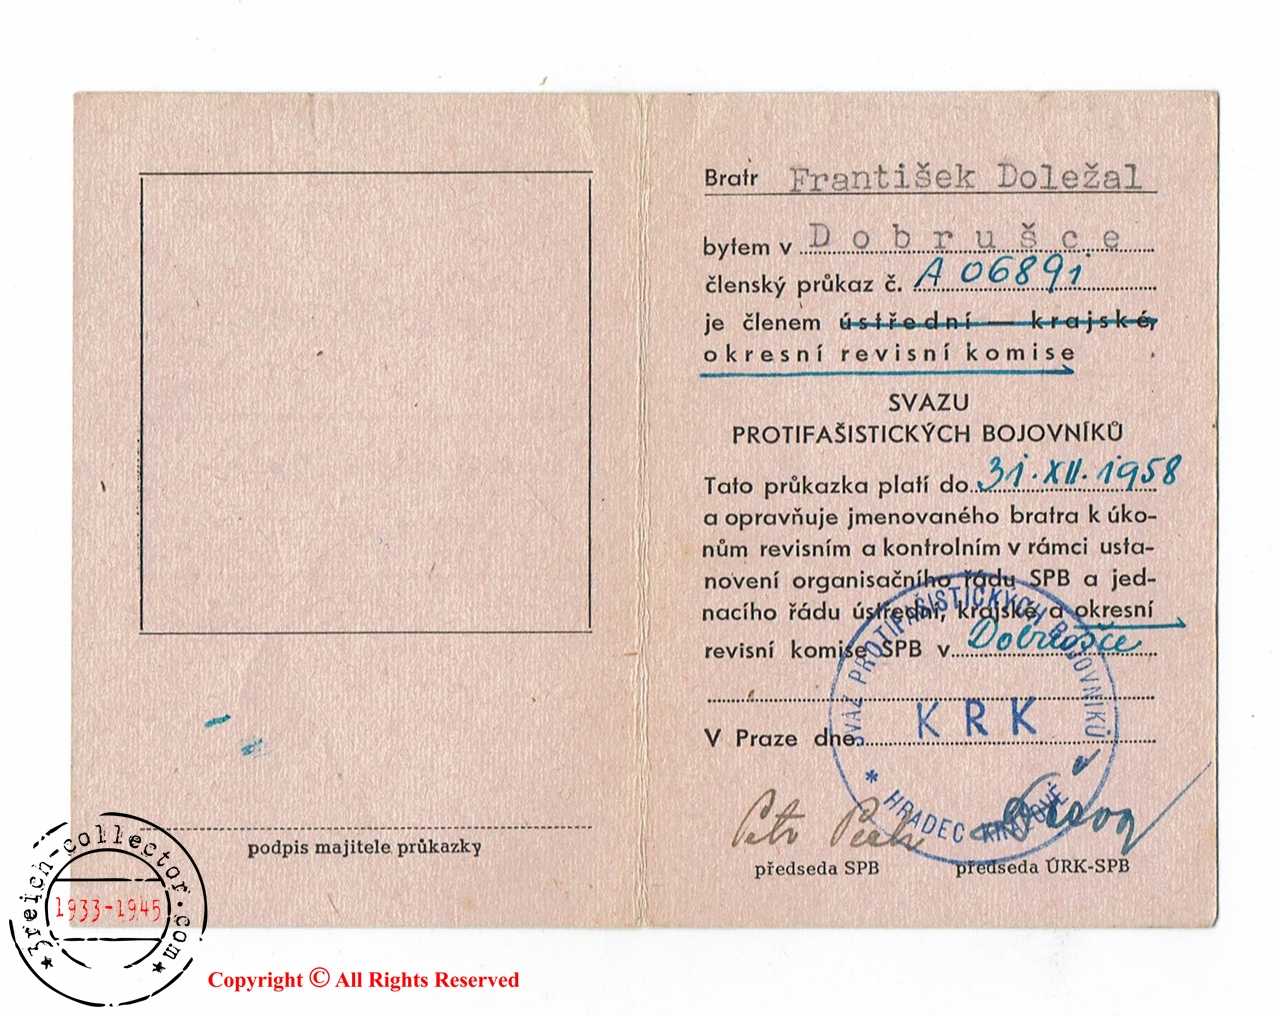 podpis majitele průkazky
Bratr František Doležal
bytem v Dobrušce
členský průkaz č. A 06891
je členem ústřední — krajské,
okresní revisní komise
SVAZU
PROTIFAŠISTICKÝCH BOJOVNÍKŮ
Tato průkazka platí do 31.XII.1958
a opravňuje jmenovaného bratra k úko-
nům revisním a kontrolním v rámci usta-
novení organisačního řádu SPB a jed-
nacího řádu ústřední, krajské a okresní
revisní komise SPB v Dobrušce
V Praze dne
SVAZ PROTIFAŠISTICKÝCH BOJOVNÍKŮ
KRK
* HRADEC KRÁLOVÉ *
Petr
předseda SPB
předseda ÚRK-SPB
3reich-collector.com
1933-1945
Copyright © All Rights Reserved